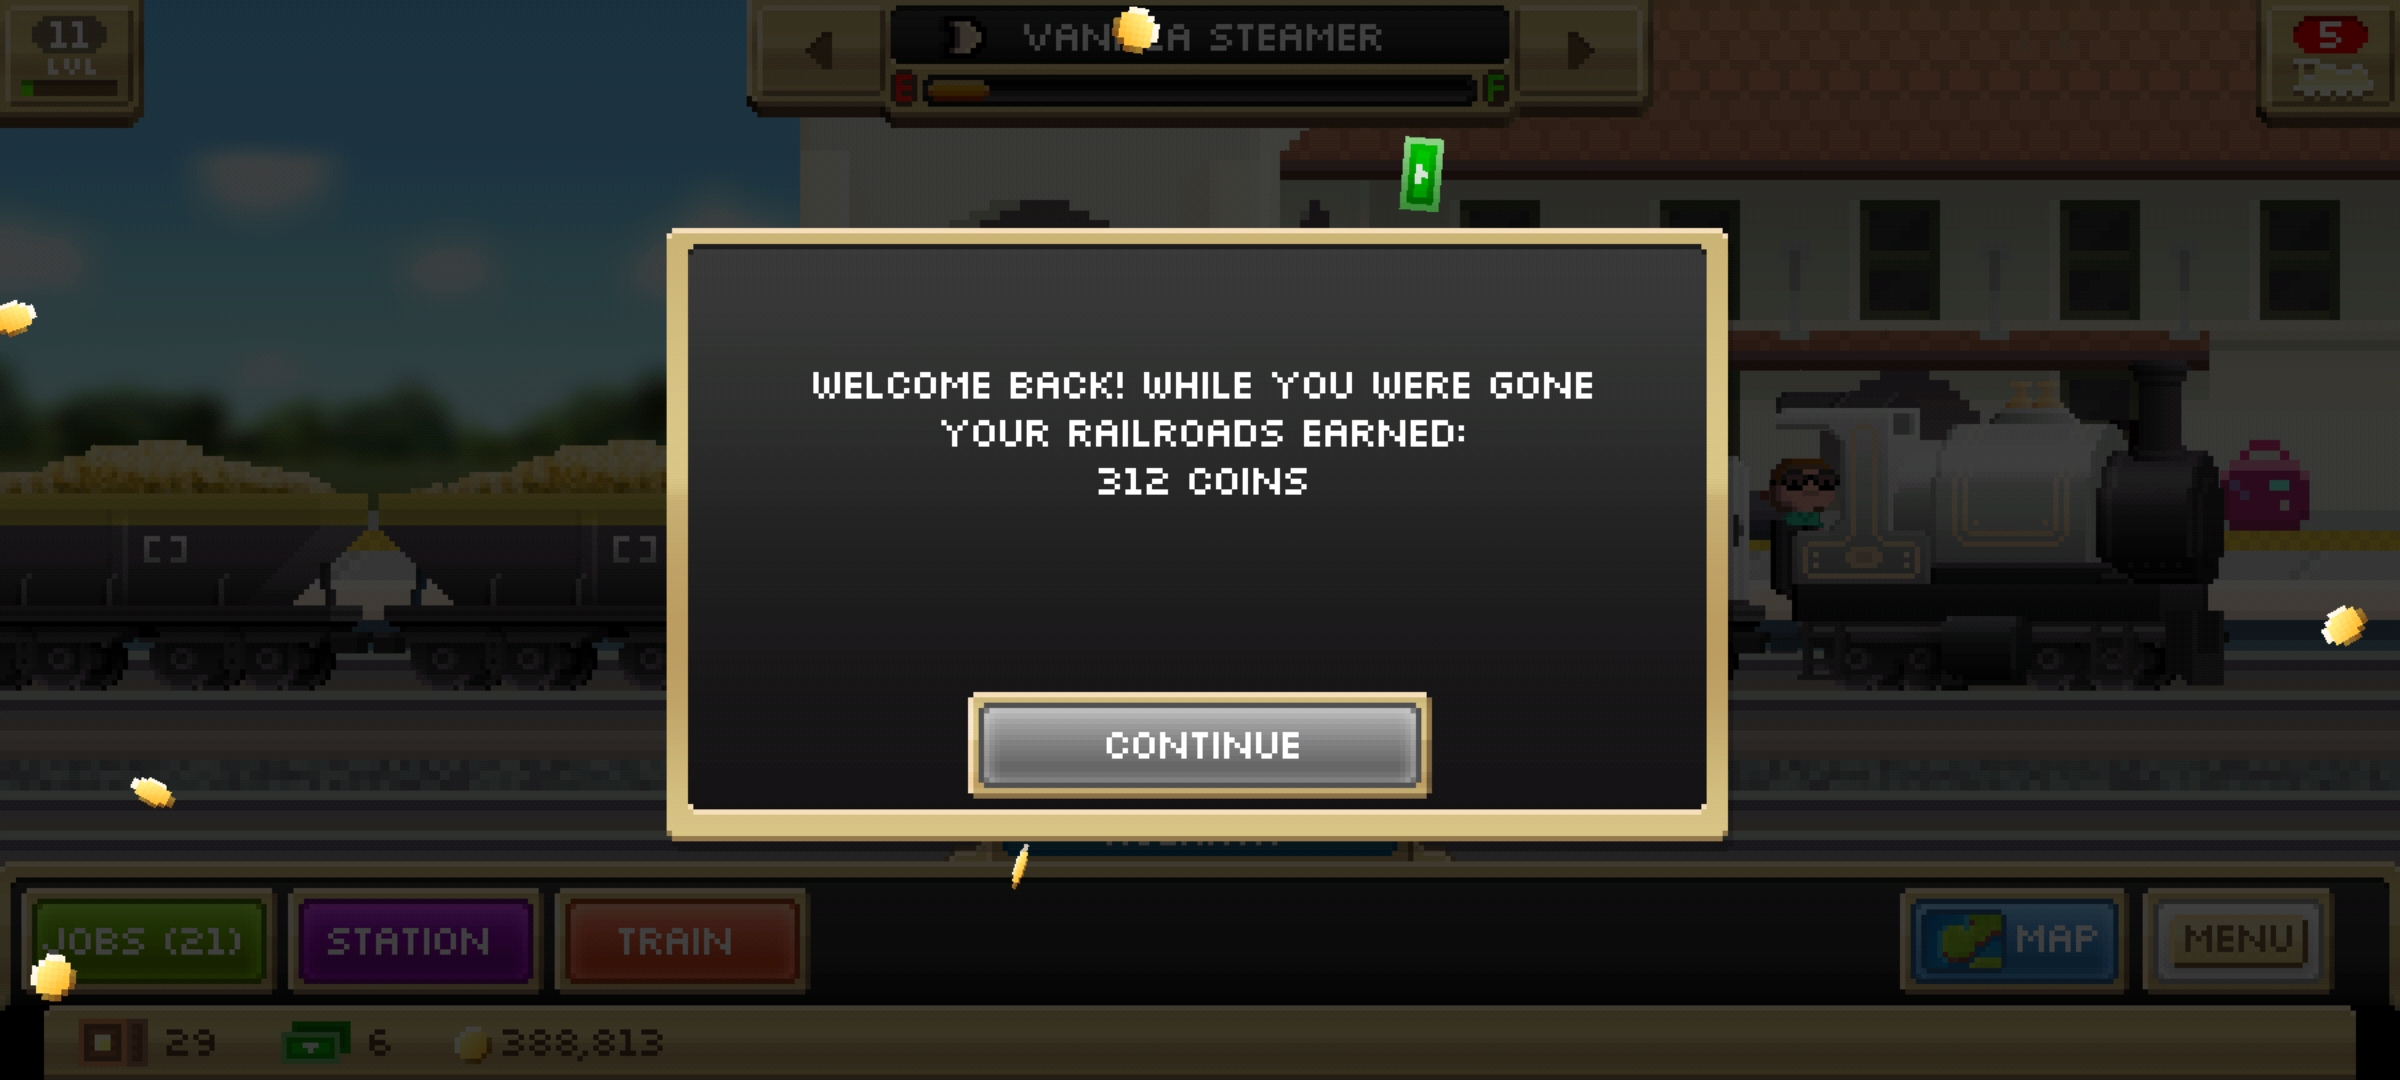 11
LVL
VANILLA STEAMER
E
F
5
WELCOME BACK! WHILE YOU WERE GONE
YOUR RAILROADS EARNED:
312 COINS
CONTINUE
JOBS (21)
STATION
TRAIN
MAP
MENU
29
6
388,813